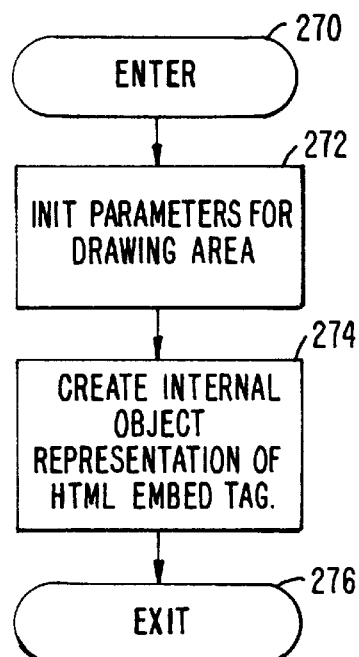 270
ENTER
272
INIT PARAMETERS FOR
DRAWING AREA
274
CREATE INTERNAL
OBJECT
REPRESENTATION OF
HTML EMBED TAG.
276
EXIT